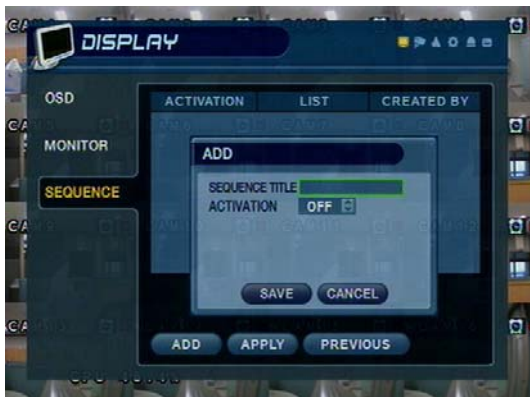 DISPLAY
OSD
MONITOR
SEQUENCE
ACTIVATION LIST CREATED BY
ADD
SEQUENCE TITLE
ACTIVATION OFF
SAVE CANCEL
ADD APPLY PREVIOUS